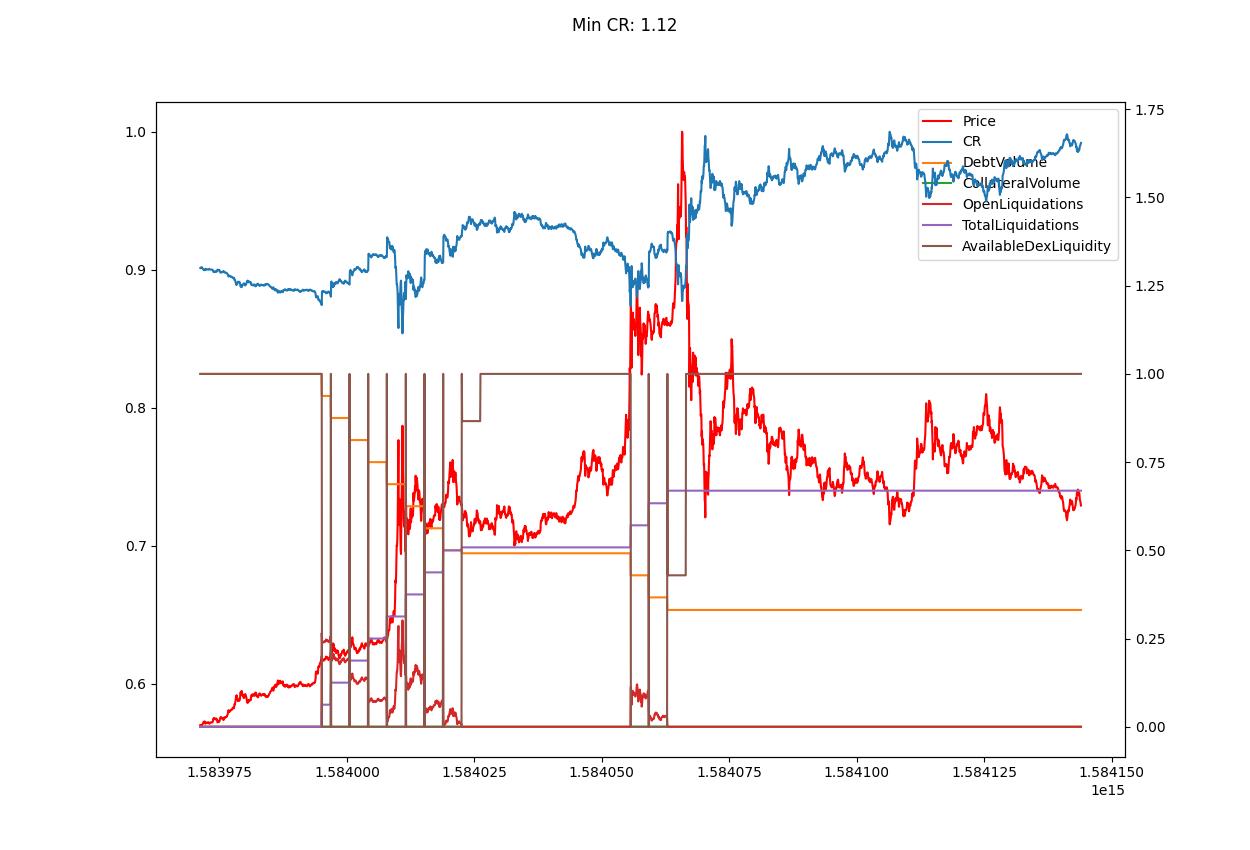 Min CR: 1.12
1.0
0.9
0.8
0.7
0.6
1.75
1.50
1.25
1.00
0.75
0.50
0.25
0.00
Price
CR
DebtVolume
CollateralVolume
OpenLiquidations
TotalLiquidations
AvailableDexLiquidity
1.583975 1.584000 1.584025 1.584050 1.584075 1.584100 1.584125 1.584150
1e15